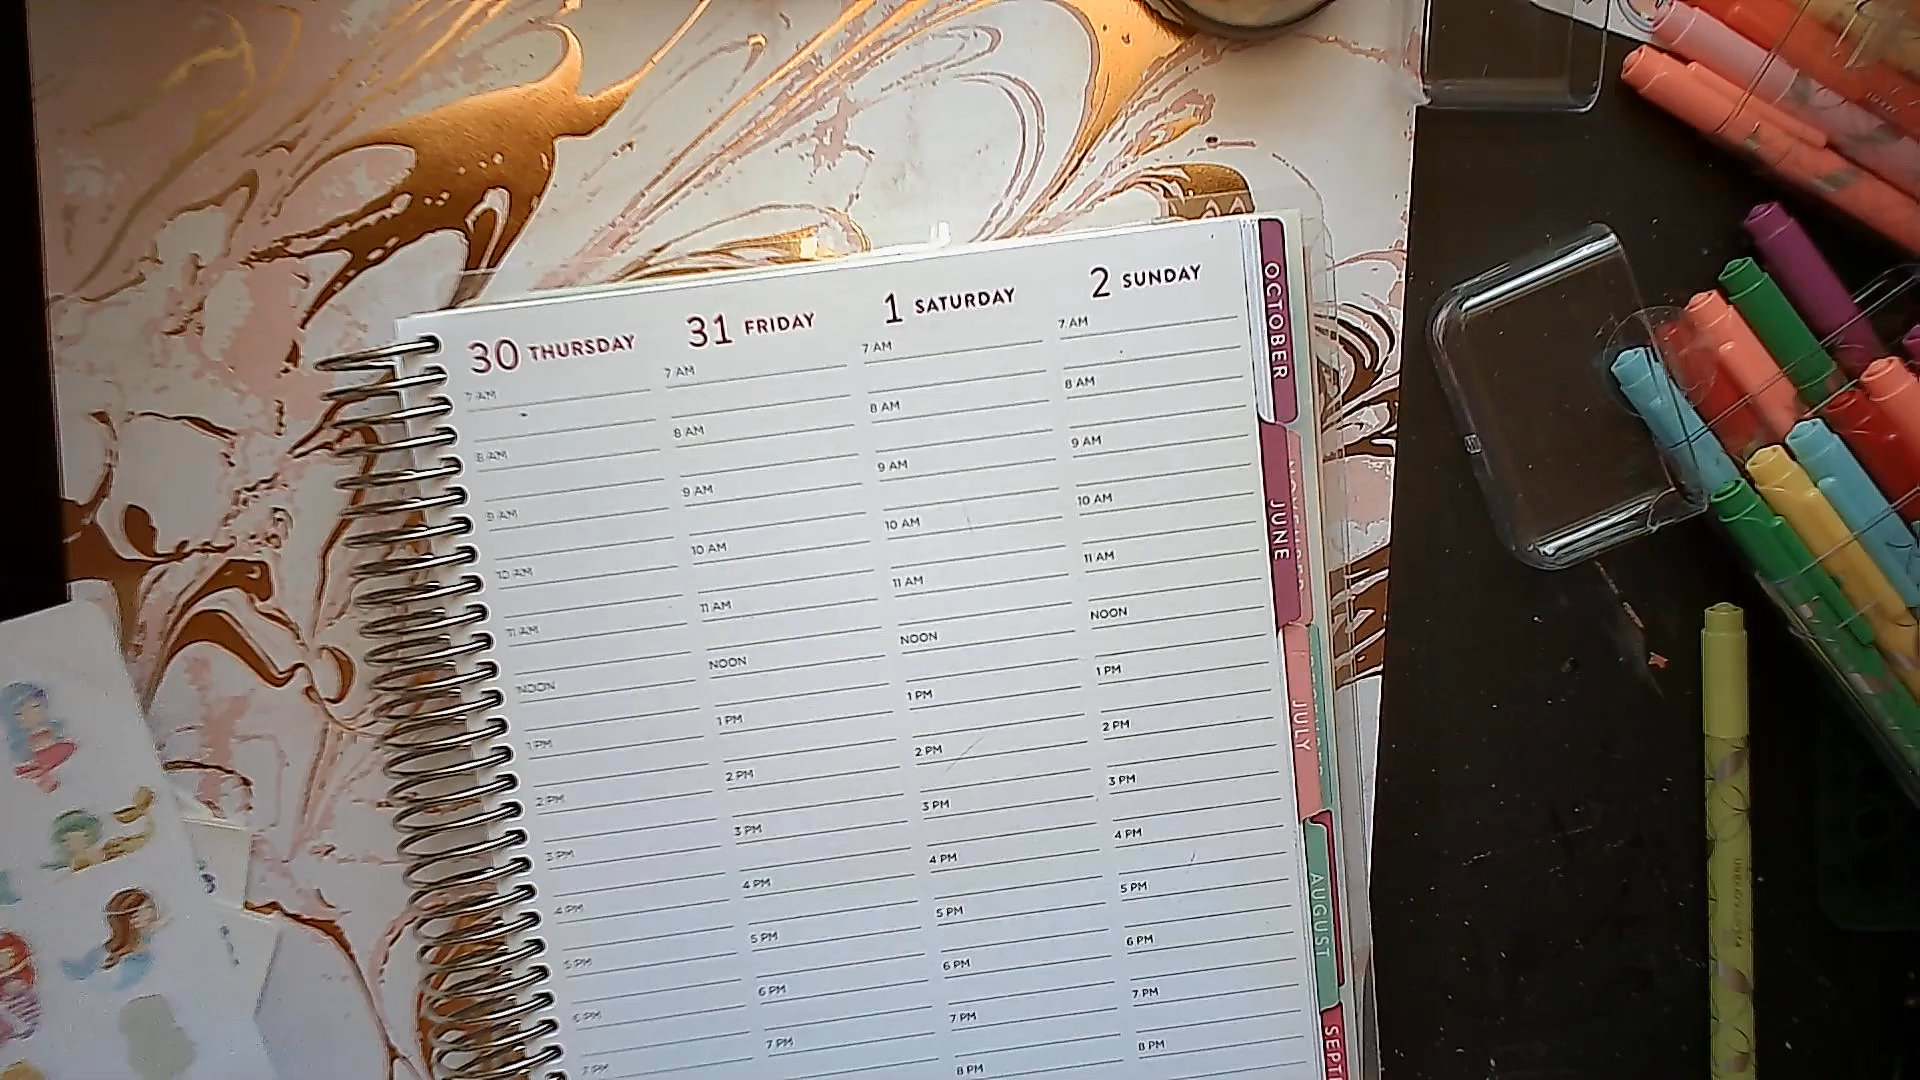 30 THURSDAY
7 AM
8 AM
9 AM
10 AM
11 AM
NOON
1 PM
2 PM
3 PM
4 PM
5 PM
6 PM
7 PM
31 FRIDAY
7 AM
8 AM
9 AM
10 AM
11 AM
NOON
1 PM
2 PM
3 PM
4 PM
5 PM
6 PM
7 PM
1 SATURDAY
7 AM
8 AM
9 AM
10 AM
11 AM
NOON
1 PM
2 PM
3 PM
4 PM
5 PM
6 PM
7 PM
8 PM
2 SUNDAY
7 AM
8 AM
9 AM
10 AM
11 AM
NOON
1 PM
2 PM
3 PM
4 PM
5 PM
6 PM
7 PM
8 PM
OCTOBER
JUNE
JULY
AUGUST
SEPT